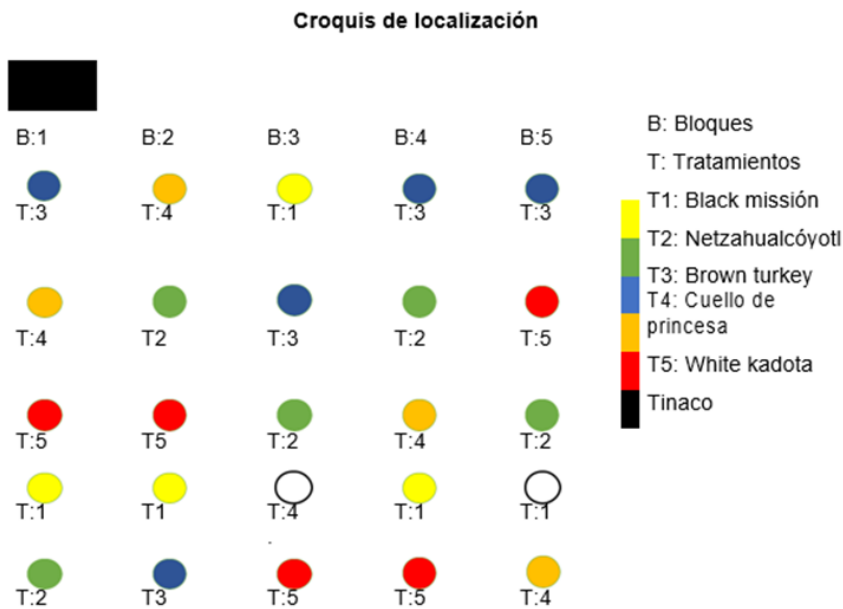 Croquis de localización
B:1 B:2 B:3 B:4 B:5
T:3 T:4 T:1 T:3 T:3
T:4 T2 T:3 T:2 T:5
T:5 T5 T:2 T:4 T:2
T:1 T1 T:4 T:1 T:1
T:2 T3 T:5 T:5 T:4
B: Bloques
T: Tratamientos
T1: Black missión
T2: Netzahualcóyotl
T3: Brown turkey
T4: Cuello de
princesa
T5: White kadota
Tinaco